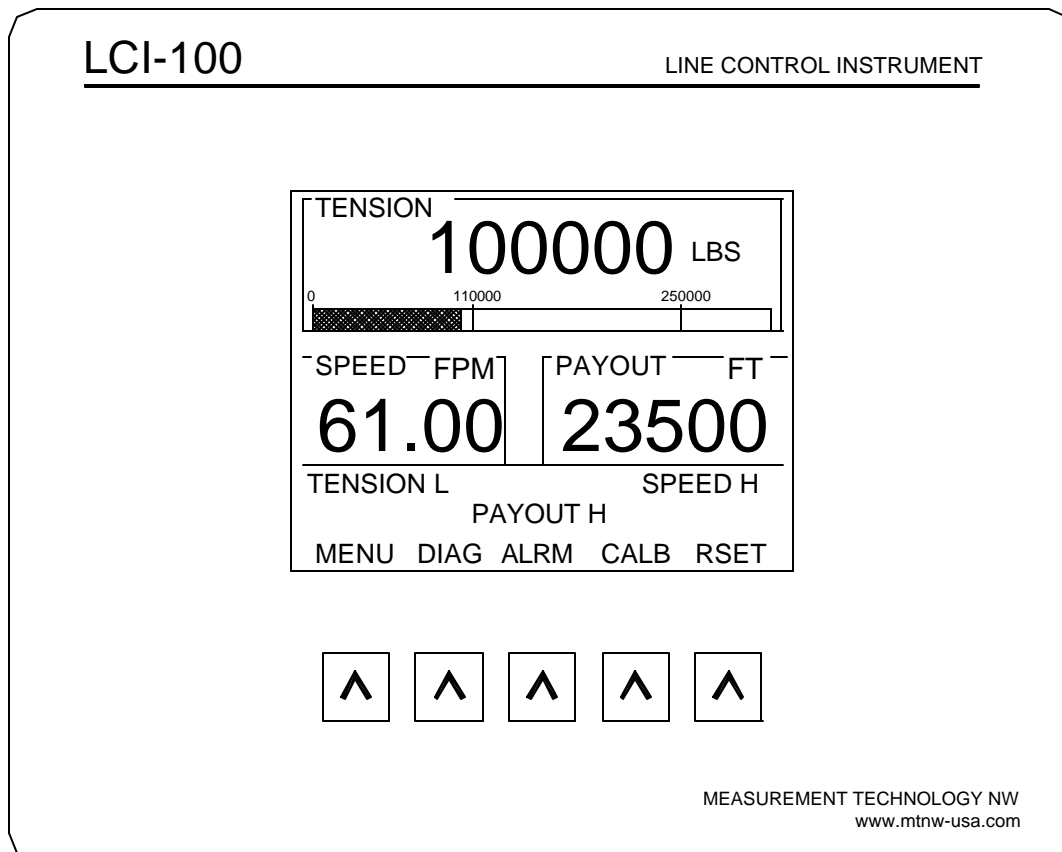 LCI-100 LINE CONTROL INSTRUMENT
TENSION
100000 LBS
0 110000 250000
SPEED FPM PAYOUT FT
61.00 23500
TENSION L SPEED H
PAYOUT H
MENU DIAG ALRM CALB RSET
MEASUREMENT TECHNOLOGY NW
www.mtnw-usa.com